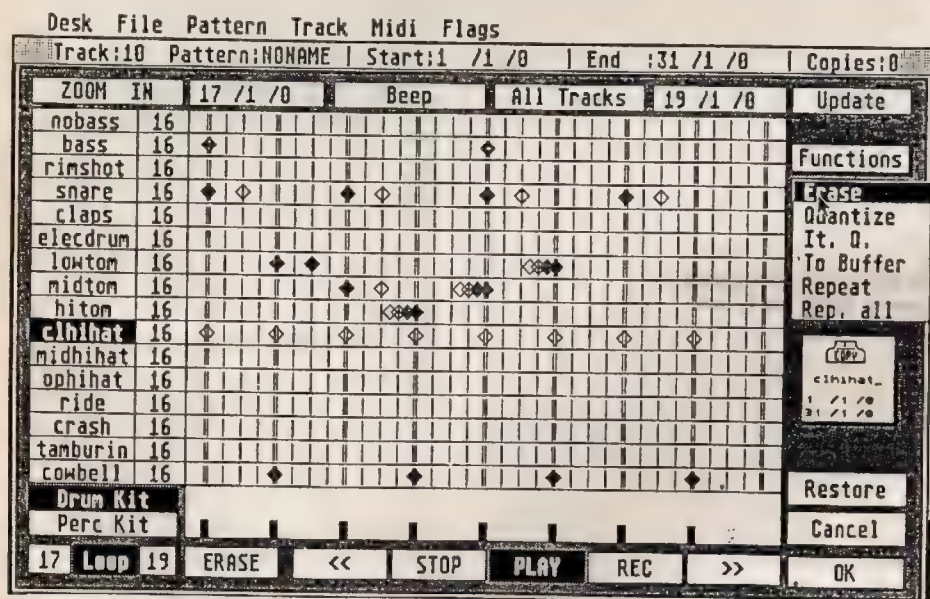 Desk File Pattern Track Midi Flags
Track:10 Pattern:NONAME | Start:1 /1 /0 | End :31 /1 /0 | Copies:0
ZOOM IN 17 /1 /0 Beep All Tracks 19 /1 /0 Update
nobass 16
bass 16
rimshot 16
snare 16
claps 16
elecdrum 16
lowtom 16
midtom 16
hitom 16
clhihat 16
midhihat 16
ophihat 16
ride 16
crash 16
tamburin 16
cowbell 16
Drum Kit
Perc Kit
Functions
Erase
Quantize
It. Q.
To Buffer
Repeat
Rep. all
COPY
clhihat_
1 /1 /0
31 /1 /0
Restore
Cancel
17 Loop 19 ERASE << STOP PLAY REC >> OK